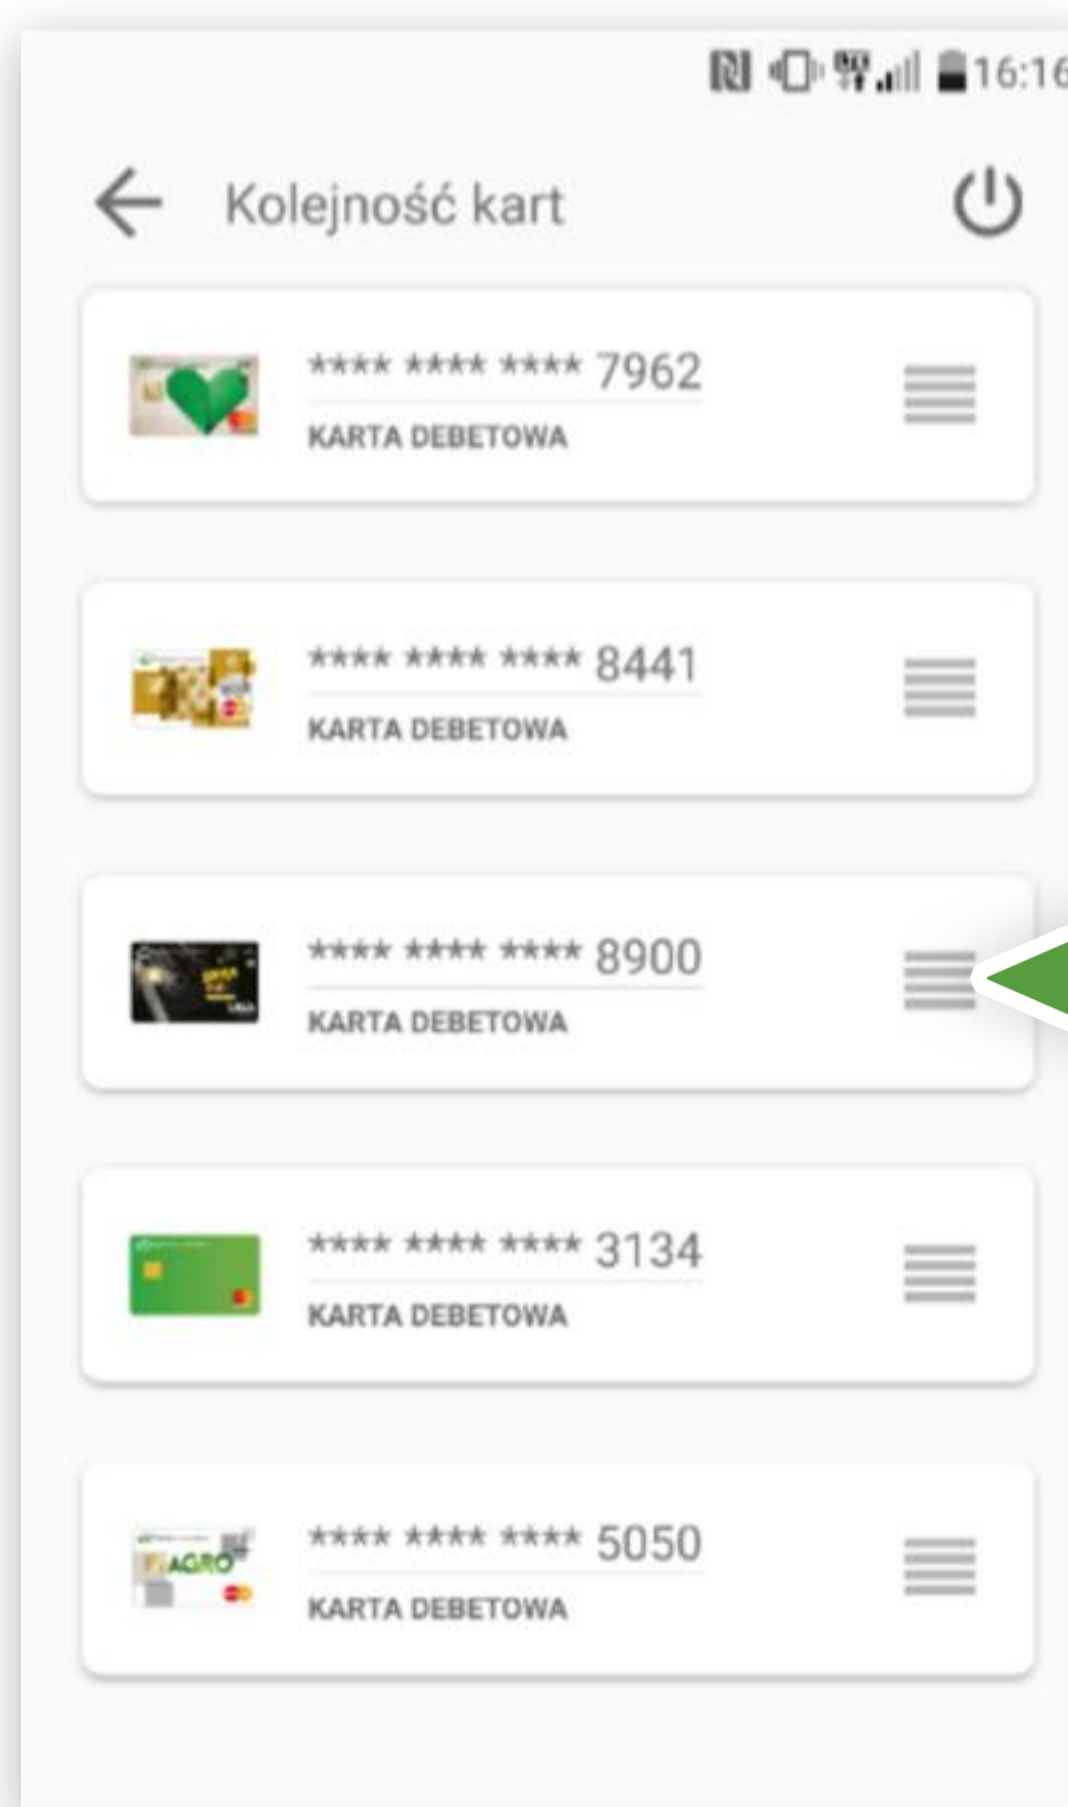 16:16
Kolejność kart
**** **** **** 7962
KARTA DEBETOWA
**** **** **** 8441
KARTA DEBETOWA
**** **** **** 8900
KARTA DEBETOWA
**** **** **** 3134
KARTA DEBETOWA
AGRO
**** **** **** 5050
KARTA DEBETOWA